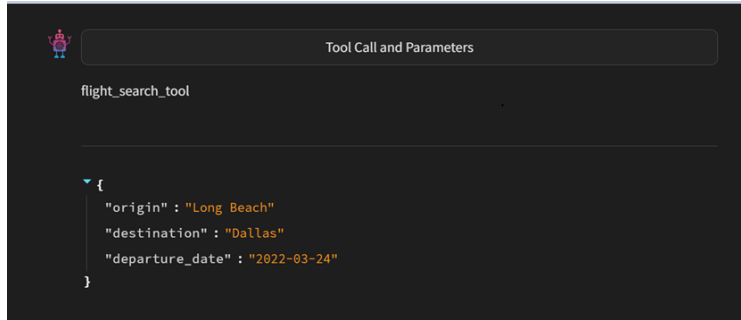 Tool Call and Parameters
flight_search_tool
{
"origin" : "Long Beach"
"destination" : "Dallas"
"departure_date" : "2022-03-24"
}